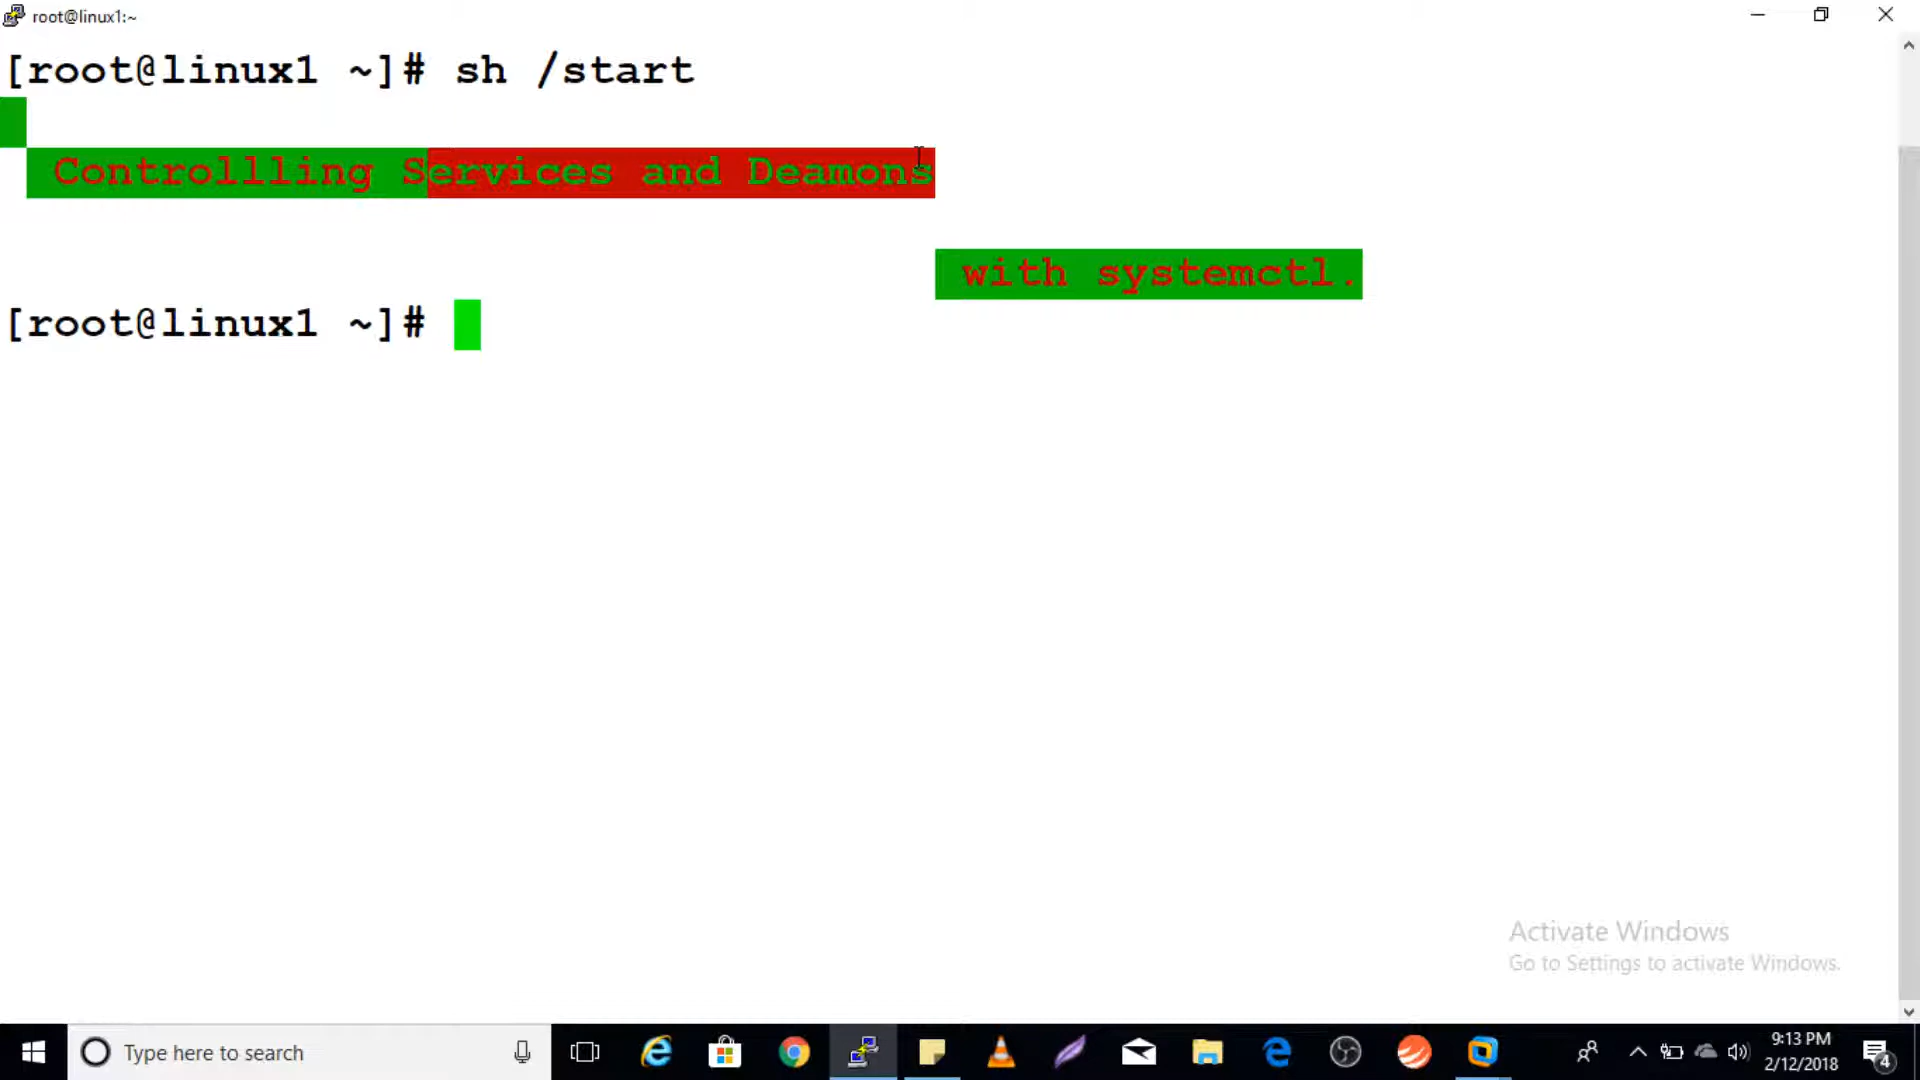 root@linux1:~
[root@linux1 ~]# sh /start
Controllling Services and Deamons
with systemctl.
[root@linux1 ~]#
Activate Windows
Go to Settings to activate Windows.
Type here to search
9:13 PM
2/12/2018
4